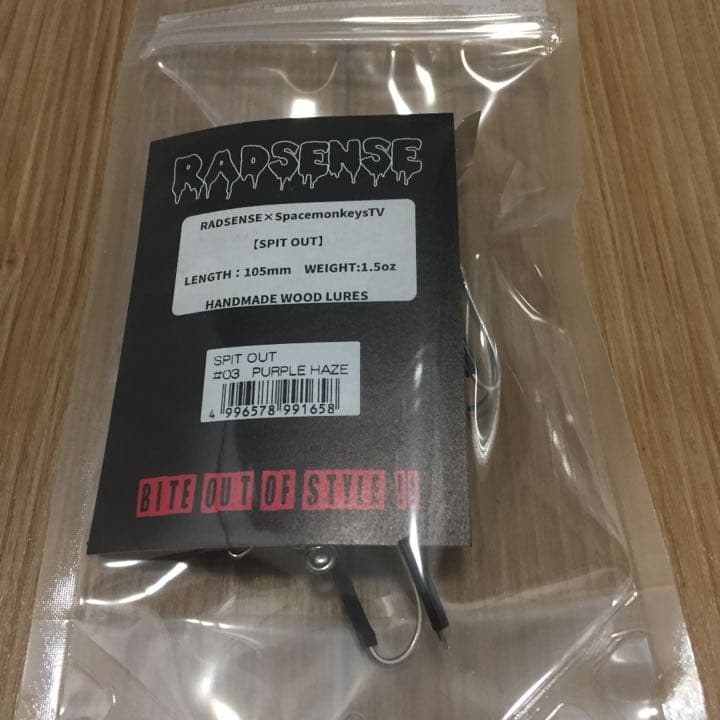 RADSENSE
RADSENSE×SpacemonkeysTV
【SPIT OUT】
LENGTH：105mm WEIGHT:1.5oz
HANDMADE WOOD LURES
SPIT OUT
#03 PURPLE HAZE
4 996578 991658
BITE OUT OF STYLE !!